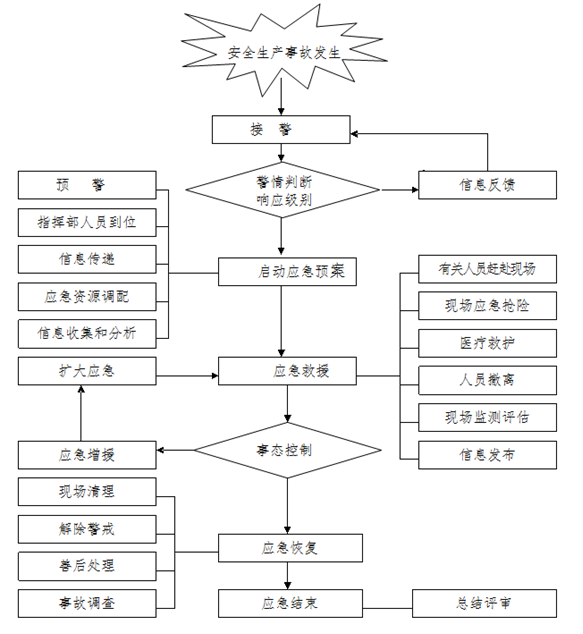 安全生产事故发生
接 警
警情判断
响应级别
信息反馈
预 警
指挥部人员到位
信息传递
应急资源调配
信息收集和分析
启动应急预案
有关人员赶赴现场
现场应急抢险
医疗救护
人员撤离
现场监测评估
信息发布
扩大应急
应急救援
应急增援
事态控制
现场清理
解除警戒
善后处理
事故调查
应急恢复
应急结束
总结评审